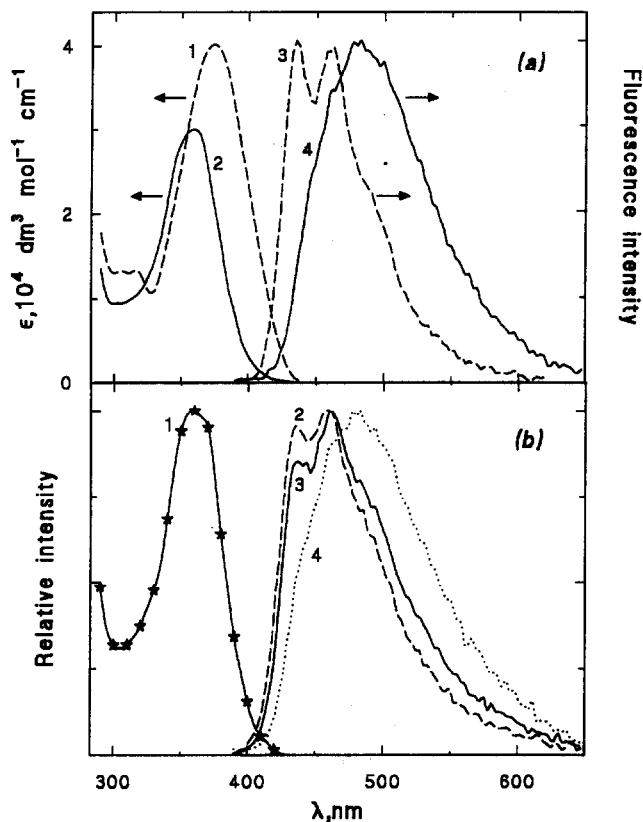 4
2
0
ε,10⁴ dm³ mol⁻¹ cm⁻¹
1
2
3
4
(a)
Fluorescence intensity
Relative intensity
1
2
3
4
(b)
300
400
500
600
λ,nm